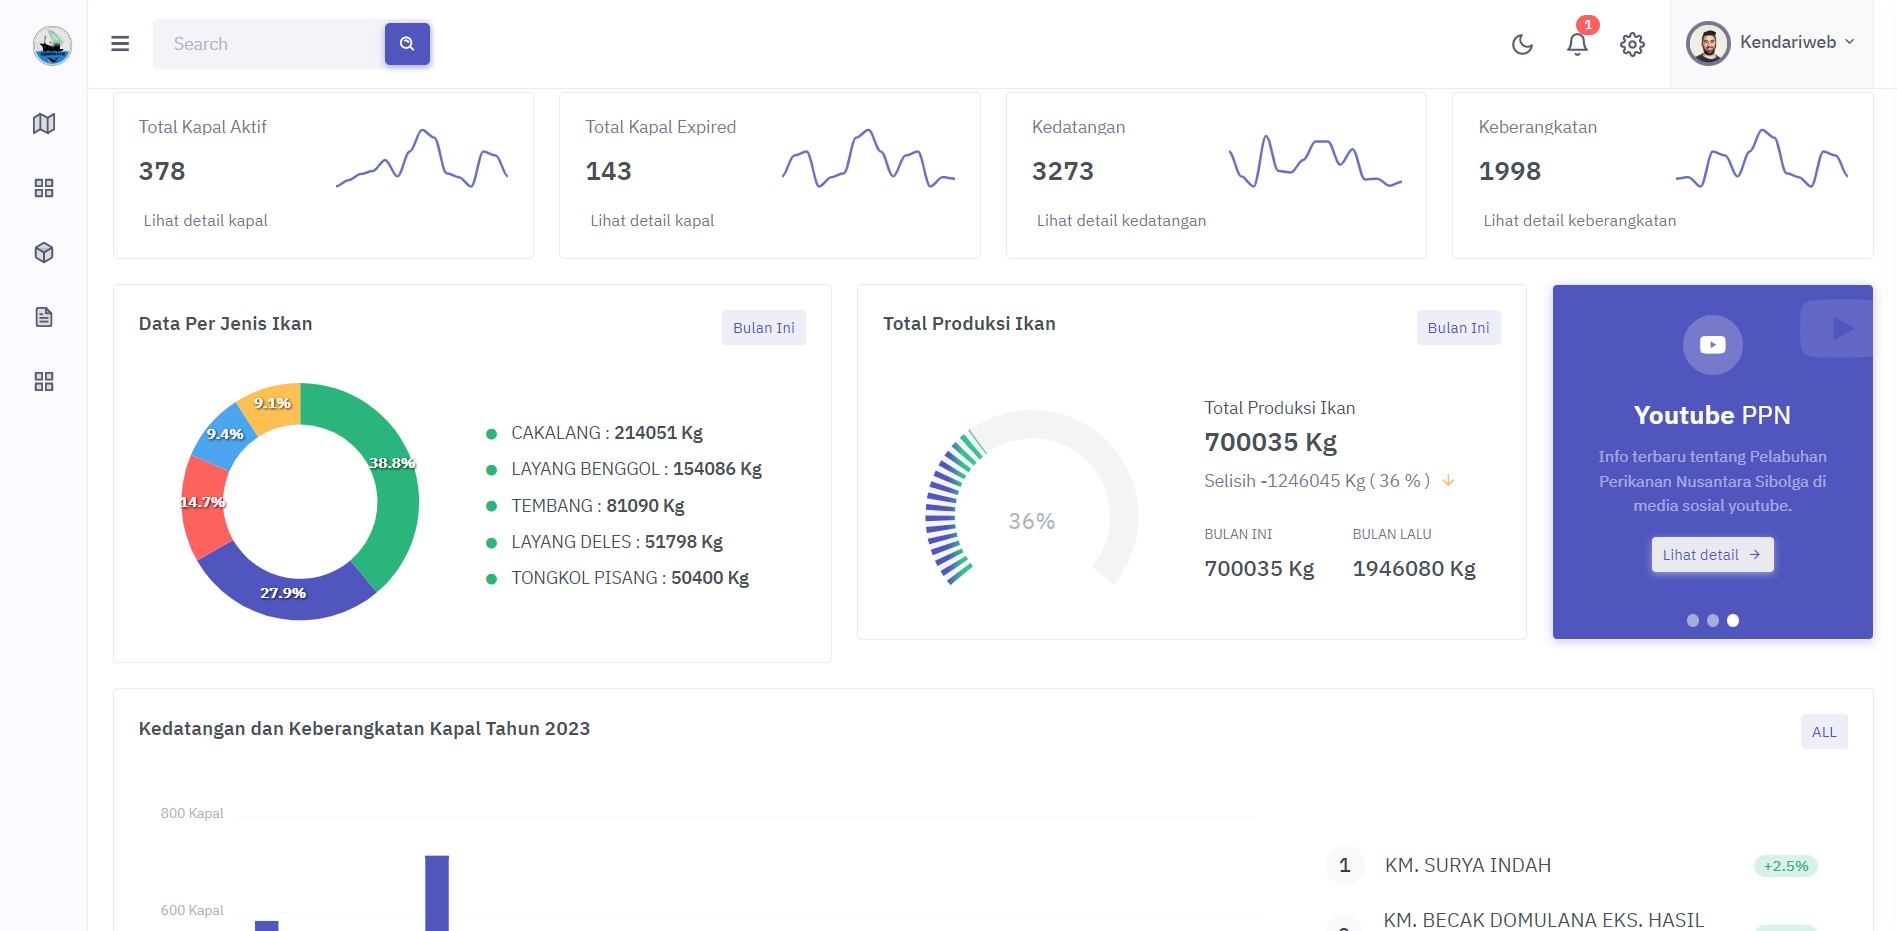 Search
1
Kendariweb
Total Kapal Aktif
378
Lihat detail kapal
Total Kapal Expired
143
Lihat detail kapal
Kedatangan
3273
Lihat detail kedatangan
Keberangkatan
1998
Lihat detail keberangkatan
Data Per Jenis Ikan
Bulan Ini
9.1%
9.4%
38.8%
14.7%
27.9%
CAKALANG : 214051 Kg
LAYANG BENGGOL : 154086 Kg
TEMBANG : 81090 Kg
LAYANG DELES : 51798 Kg
TONGKOL PISANG : 50400 Kg
Total Produksi Ikan
Bulan Ini
36%
Total Produksi Ikan
700035 Kg
Selisih -1246045 Kg ( 36 % )
BULAN INI
700035 Kg
BULAN LALU
1946080 Kg
Youtube PPN
Info terbaru tentang Pelabuhan
Perikanan Nusantara Sibolga di
media sosial youtube.
Lihat detail
Kedatangan dan Keberangkatan Kapal Tahun 2023
ALL
800 Kapal
600 Kapal
1
KM. SURYA INDAH
+2.5%
KM. BECAK DOMULANA EKS. HASIL